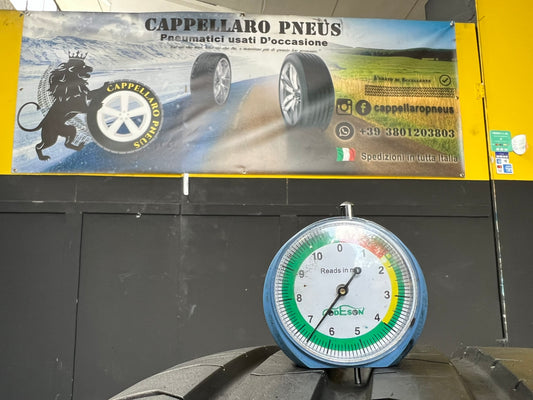 CAPPELLARO PNEUS
Pneumatici usati D'occasione
CAPPELLARO PNEUS
cappellaropneus
+39 3801203803
Spedizioni in tutta Italia
10 0 2 3 4 5 6 7 8 9
Reads in